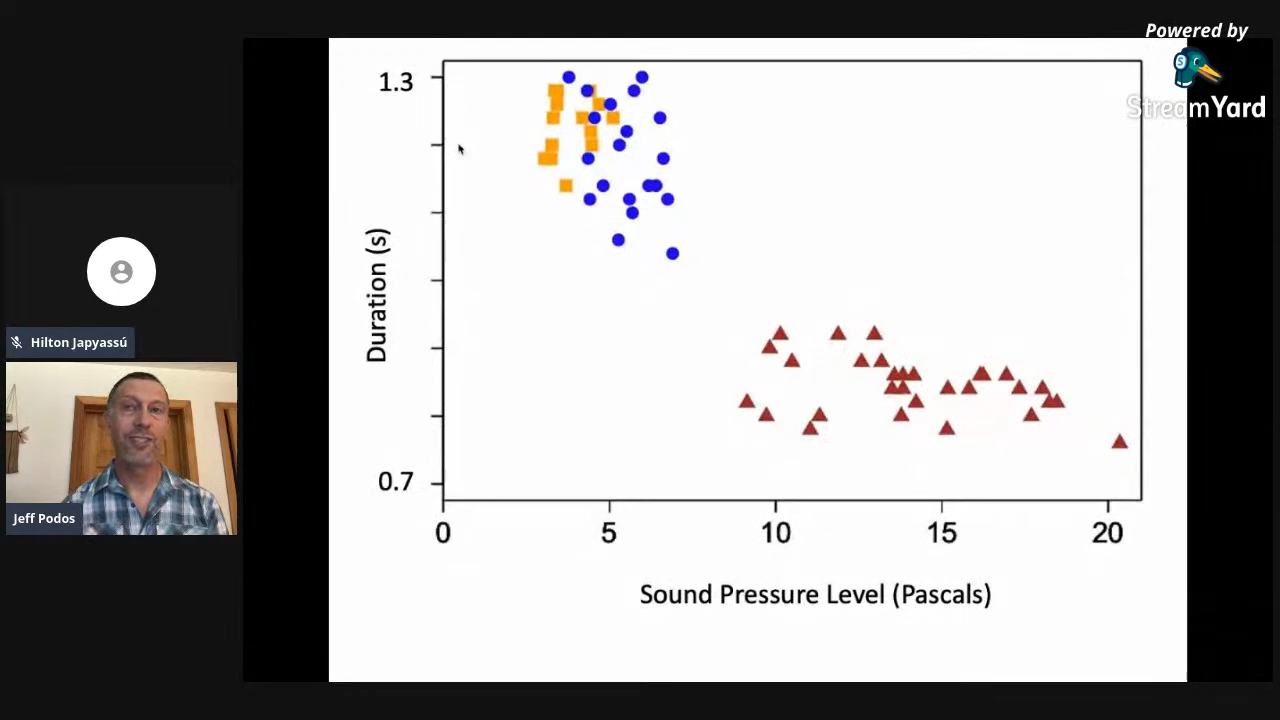 Powered by
StreamYard
1.3
Duration (s)
0.7
0 5 10 15 20
Sound Pressure Level (Pascals)
Hilton Japyassú
Jeff Podos